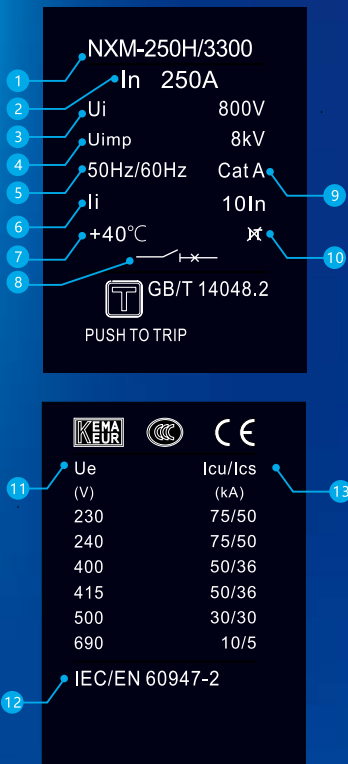 1 NXM-250H/3300
2 In 250A
3 Ui 800V
4 Uimp 8kV
5 50Hz/60Hz Cat A 9
6 Ii 10In
7 +40℃ 10
8
T GB/T 14048.2
PUSH TO TRIP
KEMA EUR CCC CE
11 Ue Icu/Ics 13
(V) (kA)
230 75/50
240 75/50
400 50/36
415 50/36
500 30/30
690 10/5
12 IEC/EN 60947-2